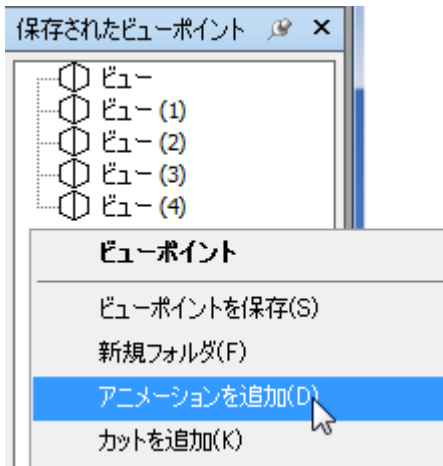 保存されたビューポイント
ビュー
ビュー (1)
ビュー (2)
ビュー (3)
ビュー (4)
ビューポイント
ビューポイントを保存(S)
新規フォルダ(F)
アニメーションを追加(D)
カットを追加(K)